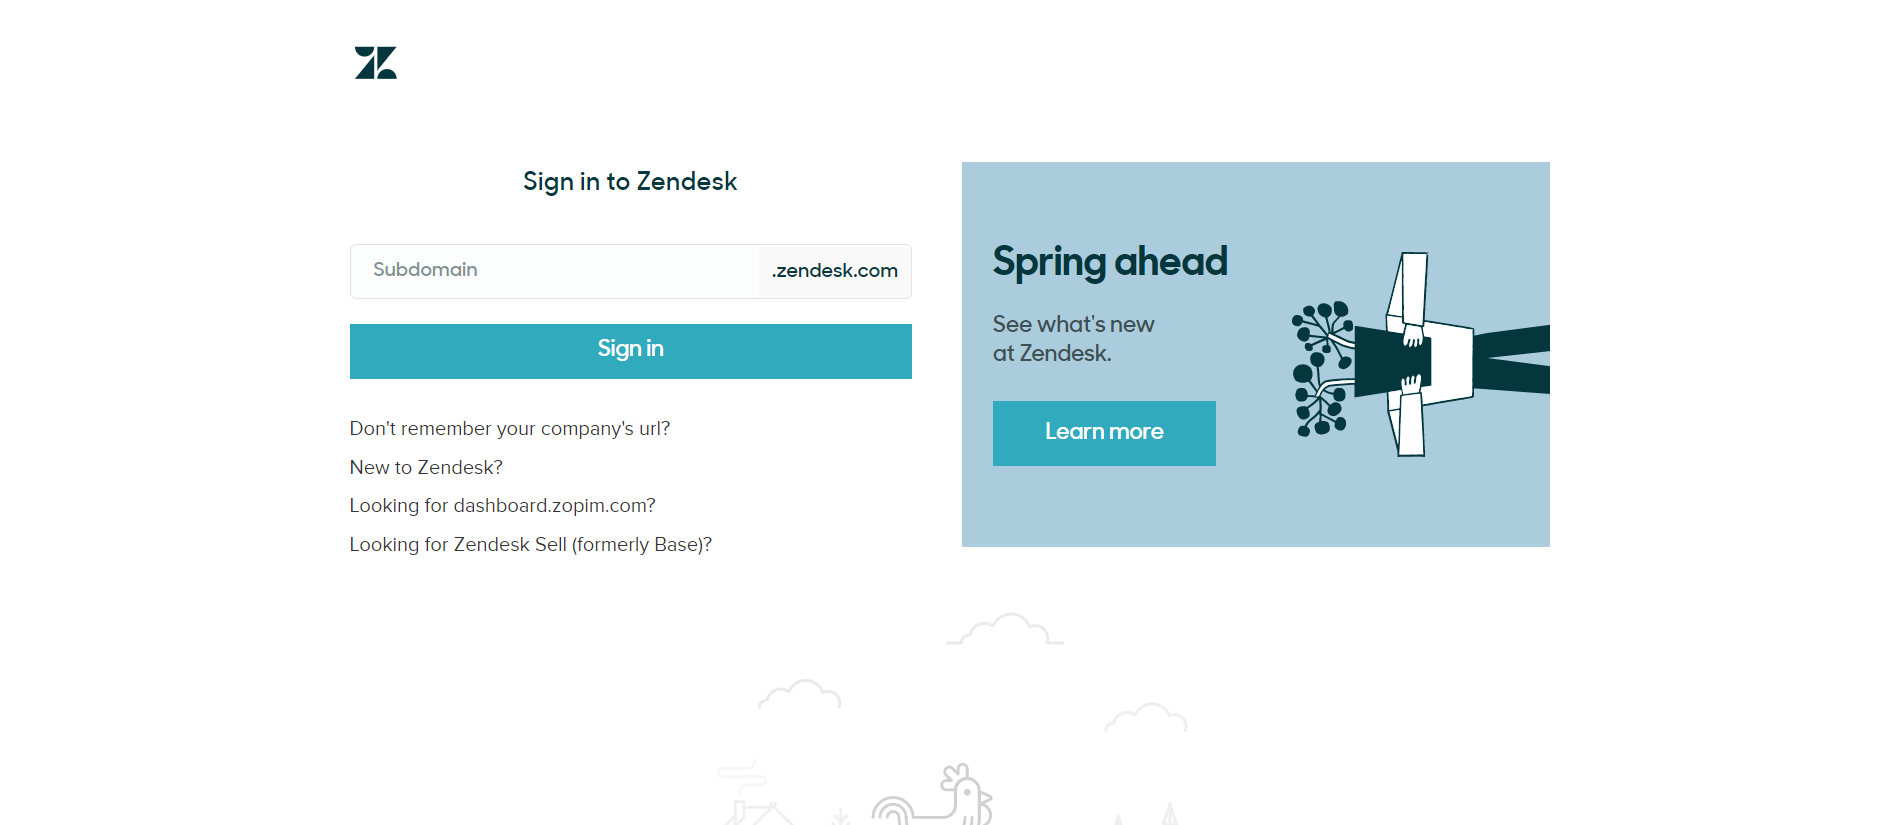 Sign in to Zendesk
Subdomain
.zendesk.com
Sign in
Don't remember your company's url?
New to Zendesk?
Looking for dashboard.zopim.com?
Looking for Zendesk Sell (formerly Base)?
Spring ahead
See what's new
at Zendesk.
Learn more